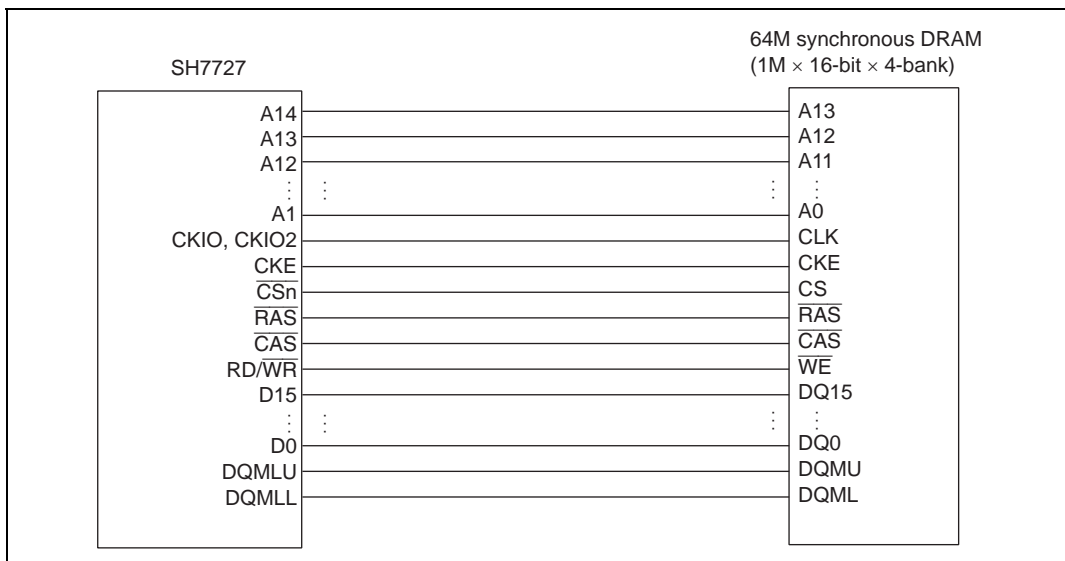 64M synchronous DRAM
(1M × 16-bit × 4-bank)
SH7727
A14 A13
A13 A12
A12 A11
A1 A0
CKIO, CKIO2 CLK
CKE CKE
CSn CS
RAS RAS
CAS CAS
RD/WR WE
D15 DQ15
D0 DQ0
DQMLU DQMU
DQMLL DQML